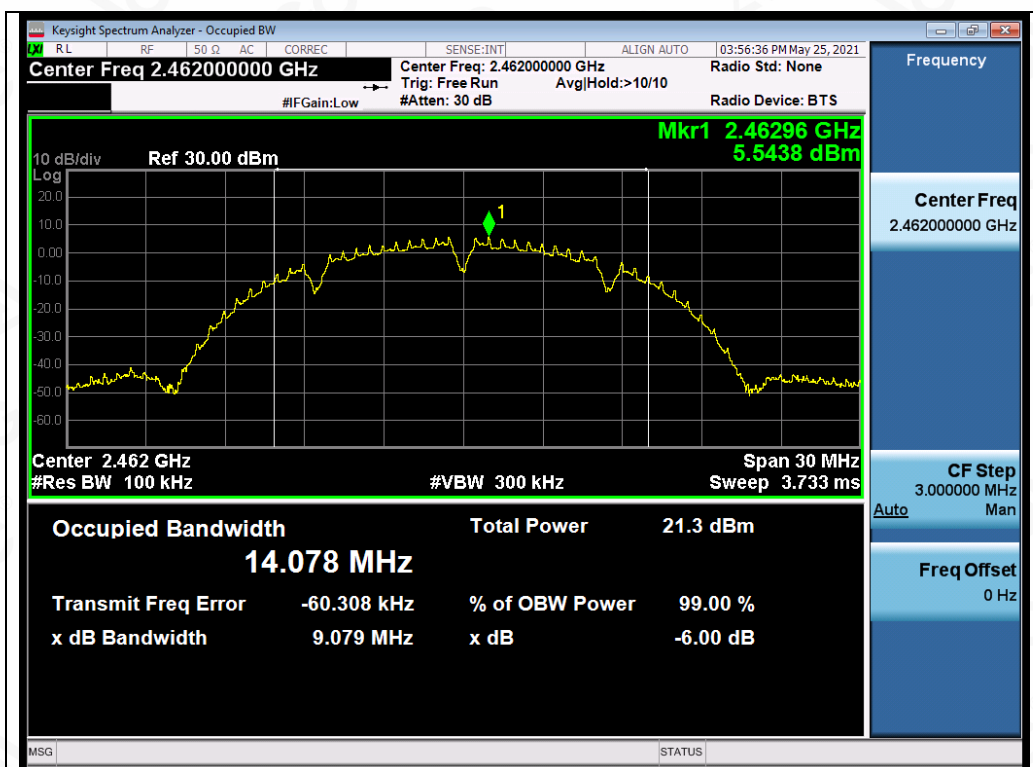 Keysight Spectrum Analyzer - Occupied BW
LXI RL RF 50 Ω AC CORREC SENSE:INT ALIGN AUTO 03:56:36 PM May 25, 2021
Center Freq 2.462000000 GHz Center Freq: 2.462000000 GHz Radio Std: None
Trig: Free Run Avg|Hold:>10/10
#IFGain:Low #Atten: 30 dB Radio Device: BTS
Frequency
Mkr1 2.46296 GHz
5.5438 dBm
10 dB/div Ref 30.00 dBm
Log
20.0
10.0
0.00
-10.0
-20.0
-30.0
-40.0
-50.0
-60.0
1
Center 2.462 GHz Span 30 MHz
#Res BW 100 kHz #VBW 300 kHz Sweep 3.733 ms
Center Freq
2.462000000 GHz
CF Step
3.000000 MHz
Auto Man
Freq Offset
0 Hz
Occupied Bandwidth Total Power 21.3 dBm
14.078 MHz
Transmit Freq Error -60.308 kHz % of OBW Power 99.00 %
x dB Bandwidth 9.079 MHz x dB -6.00 dB
MSG STATUS